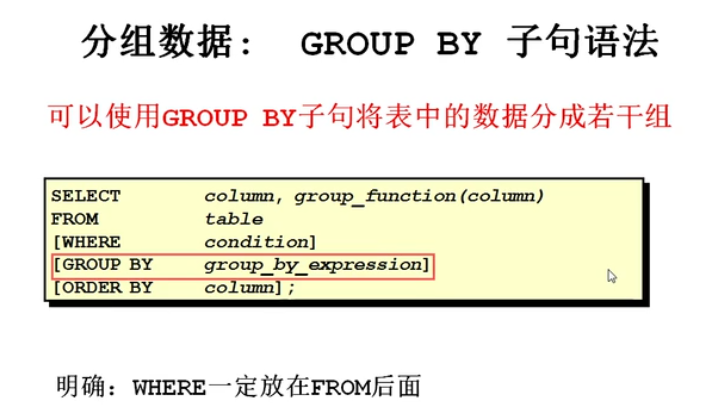 分组数据: GROUP BY 子句语法
可以使用GROUP BY子句将表中的数据分成若干组
SELECT column, group_function(column)
FROM table
[WHERE condition]
[GROUP BY group_by_expression]
[ORDER BY column];
明确: WHERE一定放在FROM后面